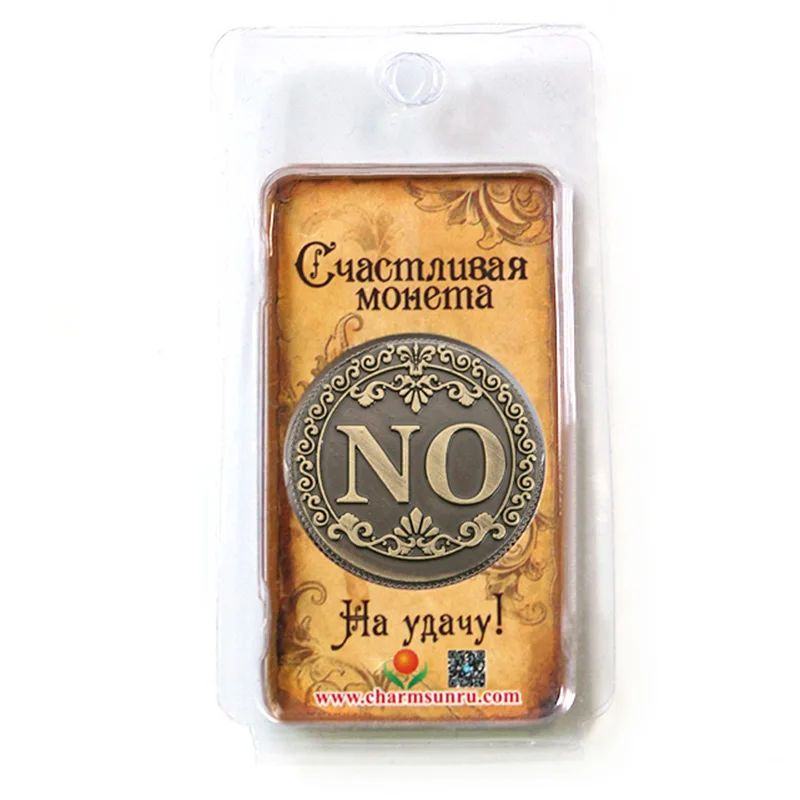 Счастливая
монета
NO
На удачу!
www.charmsunru.com